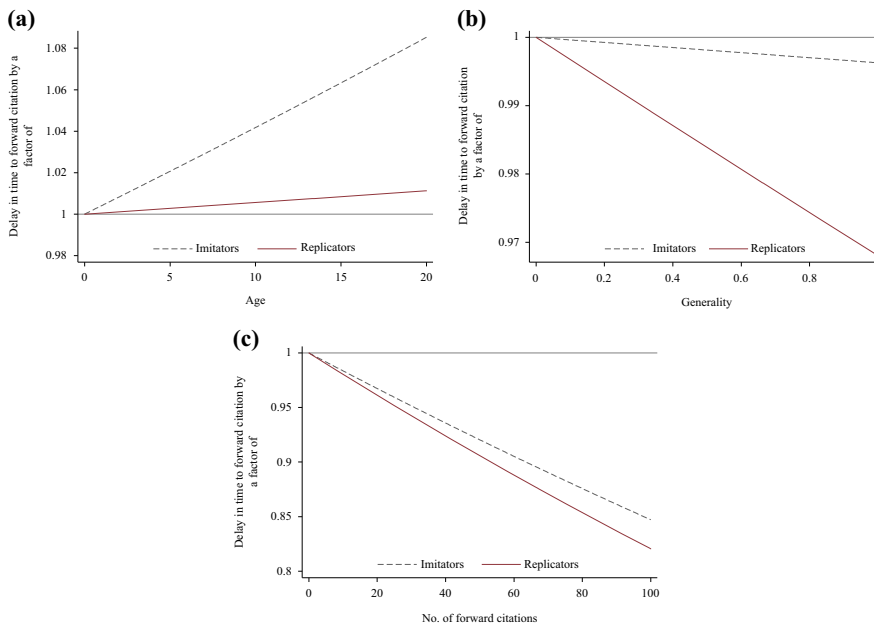 (a)
Delay in time to forward citation by a
factor of
1.08
1.06
1.04
1.02
1
0.98
Imitators
Replicators
0
5
10
15
20
Age
(b)
Delay in time to forward citation
by a factor of
1
0.99
0.98
0.97
Imitators
Replicators
0
0.2
0.4
0.6
0.8
Generality
(c)
Delay in time to forward citation by
a factor of
1
0.95
0.9
0.85
0.8
Imitators
Replicators
0
20
40
60
80
100
No. of forward citations